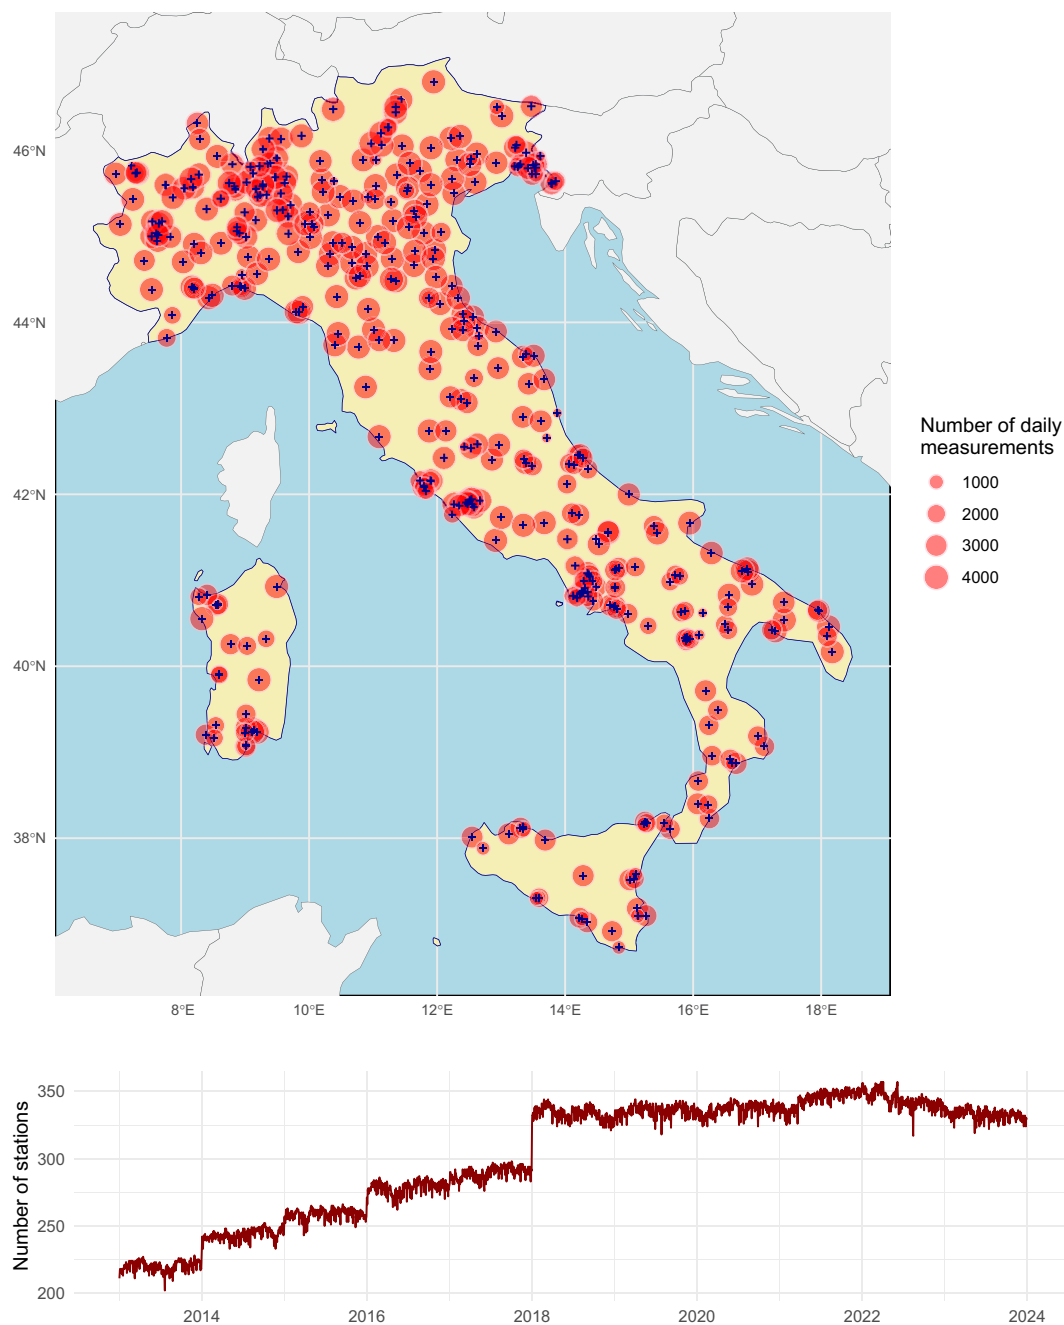 46°N
44°N
42°N
40°N
38°N
8°E 10°E 12°E 14°E 16°E 18°E
Number of daily
measurements
1000
2000
3000
4000
Number of stations
350
300
250
200
2014 2016 2018 2020 2022 2024